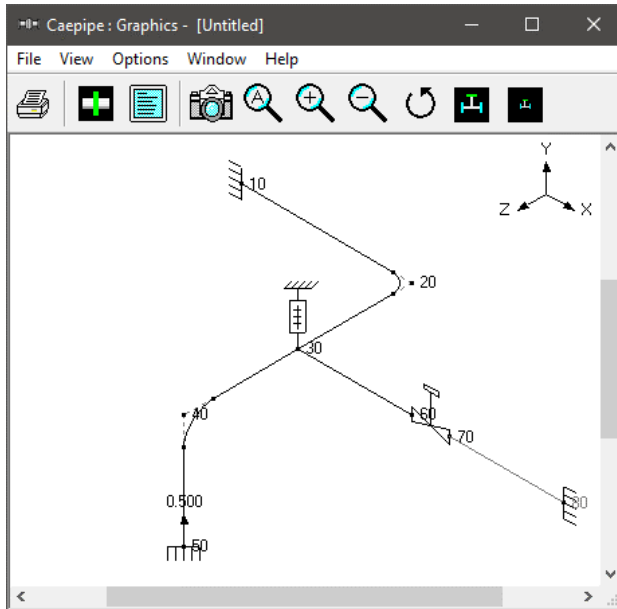 Caepipe : Graphics - [Untitled]
File View Options Window Help
A
Y
Z X
10
20
30
40
60
70
0.500
80
50